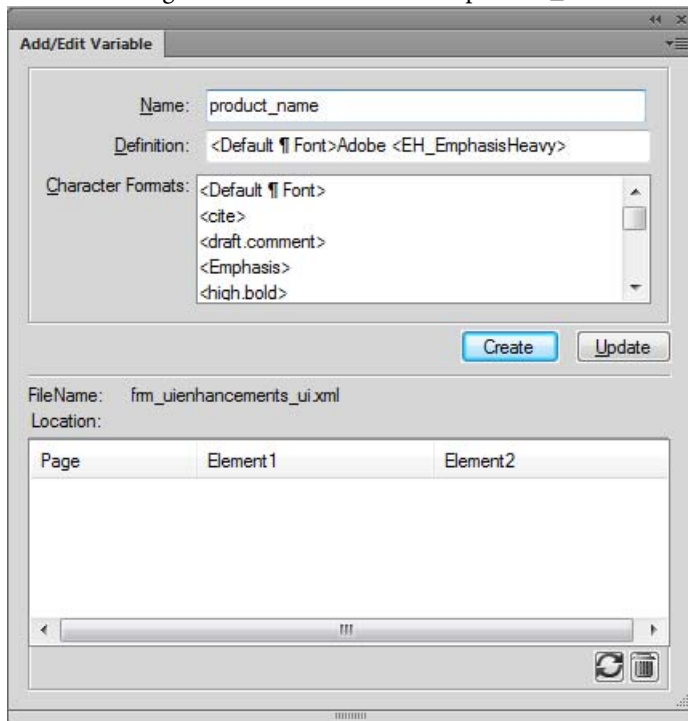 Add/Edit Variable
Name: product_name
Definition: <Default ¶ Font>Adobe <EH_EmphasisHeavy>
Character Formats: <Default ¶ Font>
<cite>
<draft.comment>
<Emphasis>
<high.bold>
Create Update
FileName: frm_uienhancements_ui.xml
Location:
Page Element1 Element2